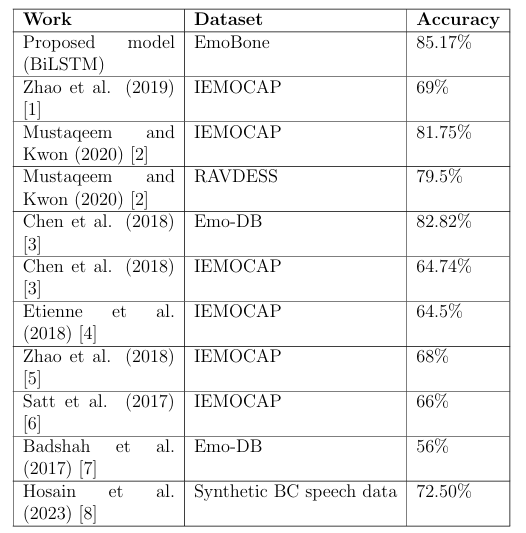 Work Dataset Accuracy
Proposed model EmoBone 85.17%
(BiLSTM)
Zhao et al. (2019) IEMOCAP 69%
[1]
Mustaqeem and IEMOCAP 81.75%
Kwon (2020) [2]
Mustaqeem and RAVDESS 79.5%
Kwon (2020) [2]
Chen et al. (2018) Emo-DB 82.82%
[3]
Chen et al. (2018) IEMOCAP 64.74%
[3]
Etienne et al. IEMOCAP 64.5%
(2018) [4]
Zhao et al. (2018) IEMOCAP 68%
[5]
Satt et al. (2017) IEMOCAP 66%
[6]
Badshah et al. Emo-DB 56%
(2017) [7]
Hosain et al. Synthetic BC speech data 72.50%
(2023) [8]